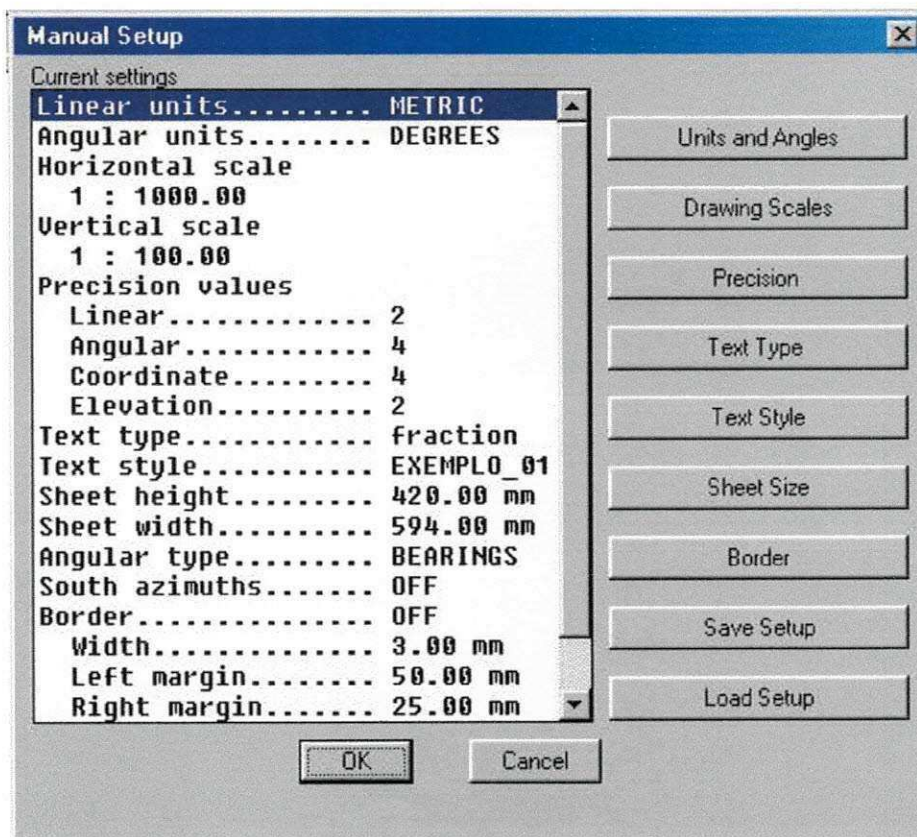 Manual Setup
Current settings
Linear units......... METRIC
Angular units........ DEGREES
Horizontal scale
1 : 1000.00
Vertical scale
1 : 100.00
Precision values
Linear............. 2
Angular............ 4
Coordinate......... 4
Elevation.......... 2
Text type............ fraction
Text style........... EXEMPLO_01
Sheet height......... 420.00 mm
Sheet width.......... 594.00 mm
Angular type......... BEARINGS
South azimuths....... OFF
Border............... OFF
Width.............. 3.00 mm
Left margin........ 50.00 mm
Right margin....... 25.00 mm
Units and Angles
Drawing Scales
Precision
Text Type
Text Style
Sheet Size
Border
Save Setup
Load Setup
OK
Cancel